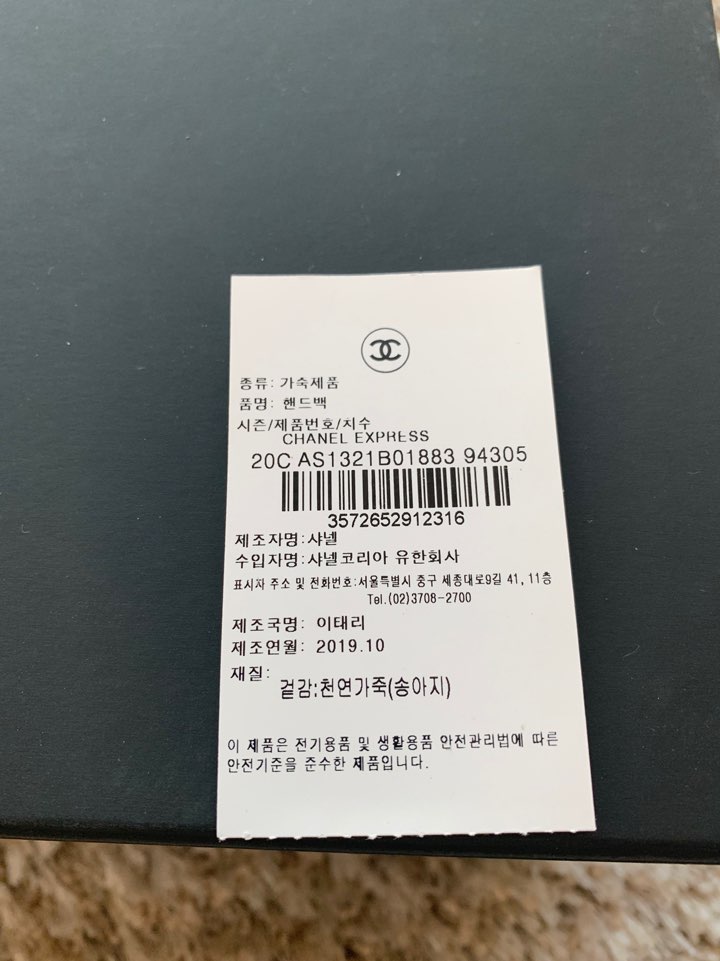 종류: 가죽제품
품명: 핸드백
시즌/제품번호/치수
CHANEL EXPRESS
20C AS1321B01883 94305
3572652912316
제조자명:샤넬
수입자명:샤넬코리아 유한회사
표시자 주소 및 전화번호:서울특별시 중구 세종대로9길 41, 11층
Tel.(02)3708-2700
제조국명: 이태리
제조연월: 2019.10
재질:
겉감:천연가죽(송아지)
이 제품은 전기용품 및 생활용품 안전관리법에 따른
안전기준을 준수한 제품입니다.